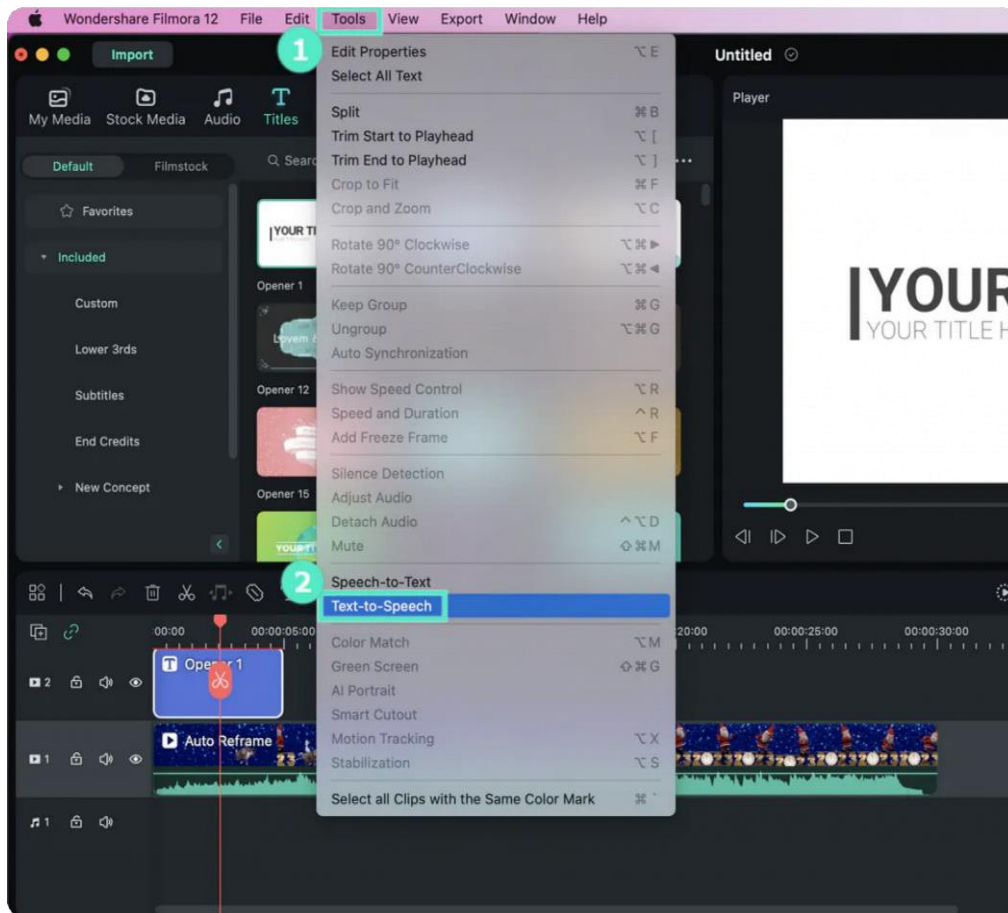 Wondershare Filmora 12 File Edit Tools View Export Window Help
1
Import
Untitled
My Media Stock Media Audio Titles
Default Filmstock
Favorites
Included
Custom
Lower 3rds
Subtitles
End Credits
New Concept
YOUR
Opener 1
Opener 12
Opener 15
Edit Properties ⌥ E
Select All Text
Split ⌘ B
Trim Start to Playhead ⌥ [
Trim End to Playhead ⌥ ]
Crop to Fit ⌘ F
Crop and Zoom ⌥ C
Rotate 90° Clockwise ⌥ ⌘ ▶
Rotate 90° CounterClockwise ⌥ ⌘ ◀
Keep Group ⌘ G
Ungroup ⌥ ⌘ G
Auto Synchronization
Show Speed Control ⌥ R
Speed and Duration ^ R
Add Freeze Frame ⌥ F
Silence Detection
Adjust Audio
Detach Audio ^ ⌥ D
Mute ⇧ ⌘ M
2
Speech-to-Text
Text-to-Speech
Color Match ⌥ M
Green Screen ⇧ ⌘ G
AI Portrait
Smart Cutout
Motion Tracking ⌥ X
Stabilization ⌥ S
Select all Clips with the Same Color Mark ⌘ `
Player
YOUR
YOUR TITLE
:00:00 00:00:05:00 20:00 00:00:25:00 00:00:30:00
2
Opener 1
1
Auto Reframe
1